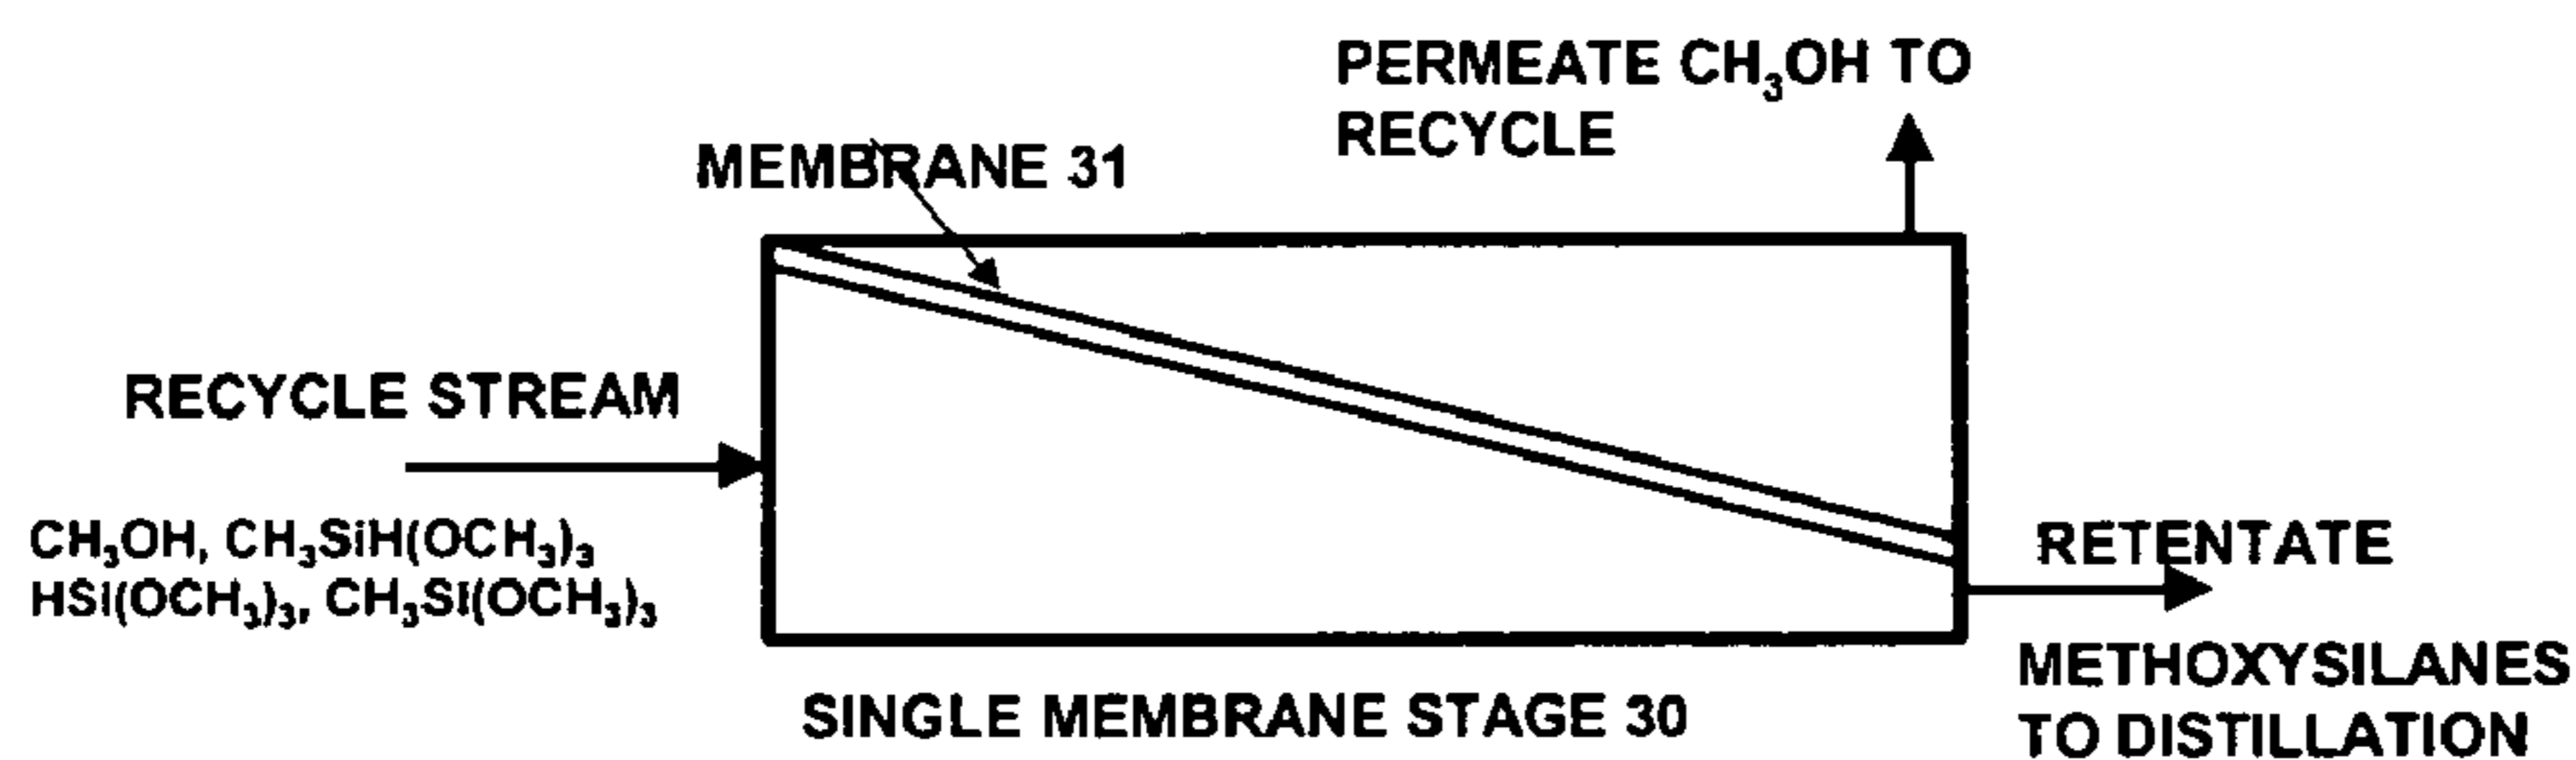 PERMEATE CH₃OH TO
RECYCLE
MEMBRANE 31
RECYCLE STREAM
CH₃OH, CH₃SiH(OCH₃)₃
HSi(OCH₃)₃, CH₃Si(OCH₃)₃
RETENTATE
METHOXYSILANES
TO DISTILLATION
SINGLE MEMBRANE STAGE 30